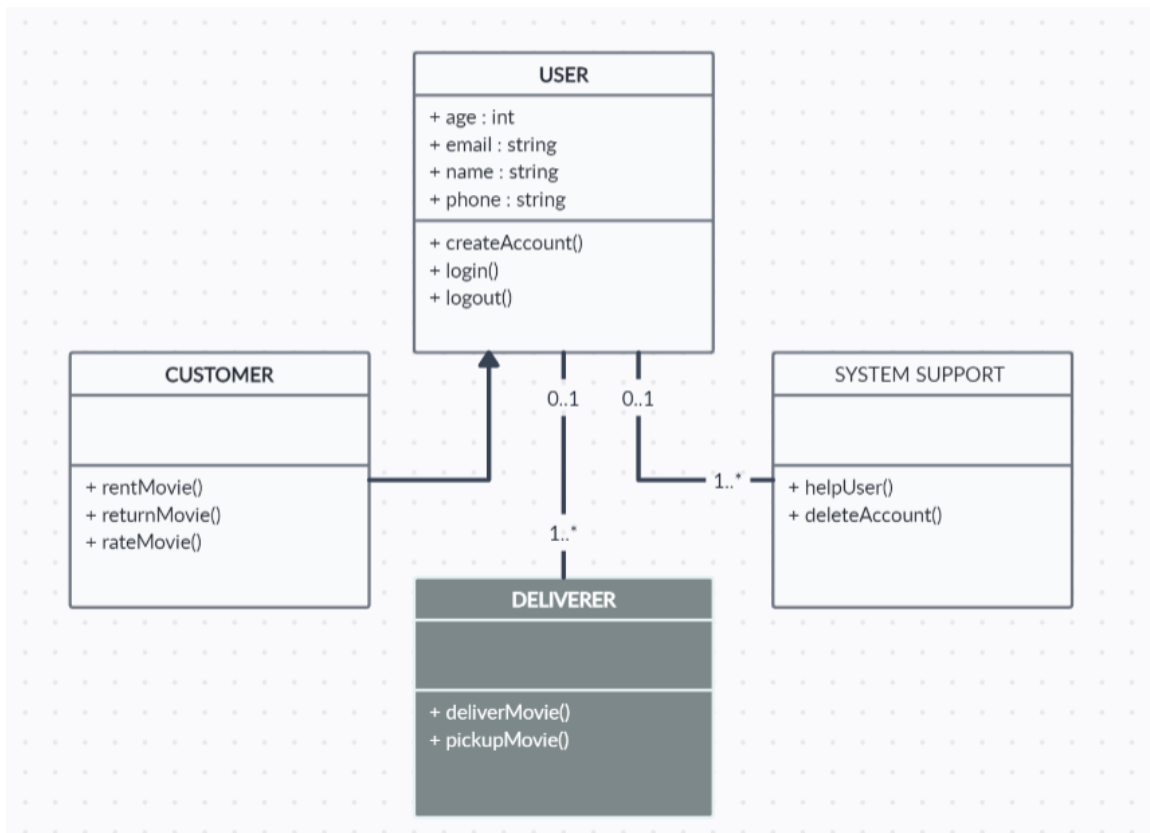 USER
+ age : int
+ email : string
+ name : string
+ phone : string
+ createAccount()
+ login()
+ logout()
CUSTOMER
+ rentMovie()
+ returnMovie()
+ rateMovie()
0..1
0..1
1..*
1..*
SYSTEM SUPPORT
+ helpUser()
+ deleteAccount()
DELIVERER
+ deliverMovie()
+ pickupMovie()